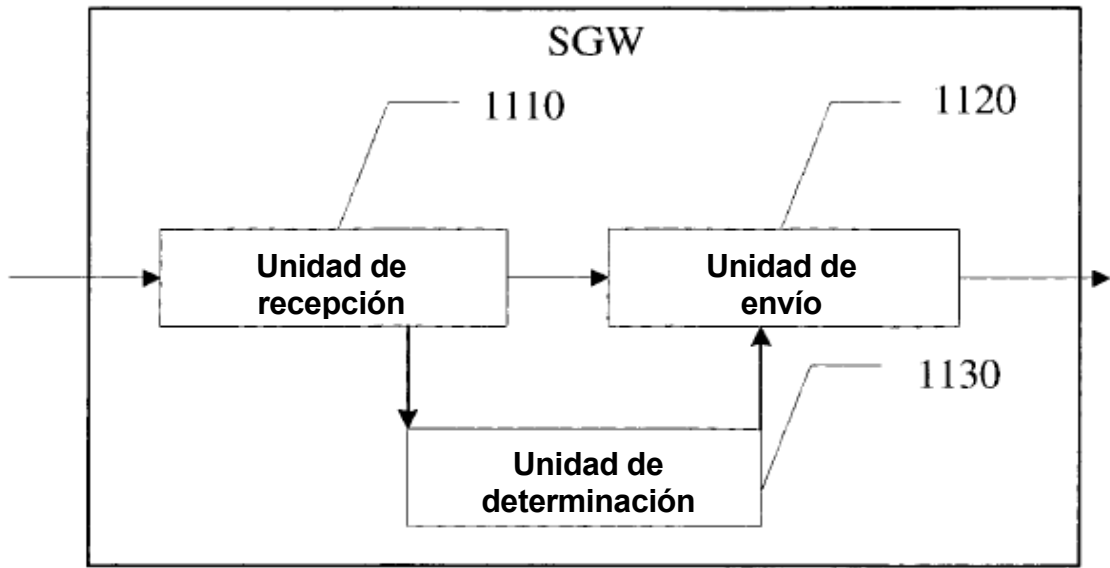 SGW
1110
1120
Unidad de
recepción
Unidad de
envío
1130
Unidad de
determinación